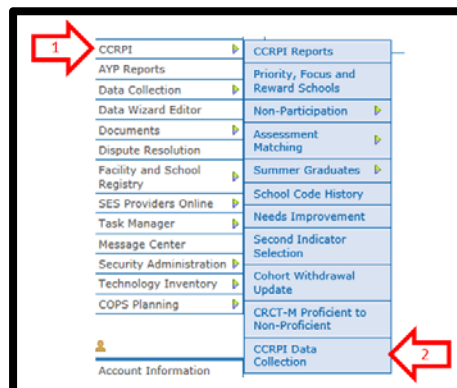 1
CCRPI
AYP Reports
Data Collection
Data Wizard Editor
Documents
Dispute Resolution
Facility and School
Registry
SES Providers Online
Task Manager
Message Center
Security Administration
Technology Inventory
COPS Planning
Account Information
CCRPI Reports
Priority, Focus and
Reward Schools
Non-Participation
Assessment
Matching
Summer Graduates
School Code History
Needs Improvement
Second Indicator
Selection
Cohort Withdrawal
Update
CRCT-M Proficient to
Non-Proficient
CCRPI Data
Collection
2